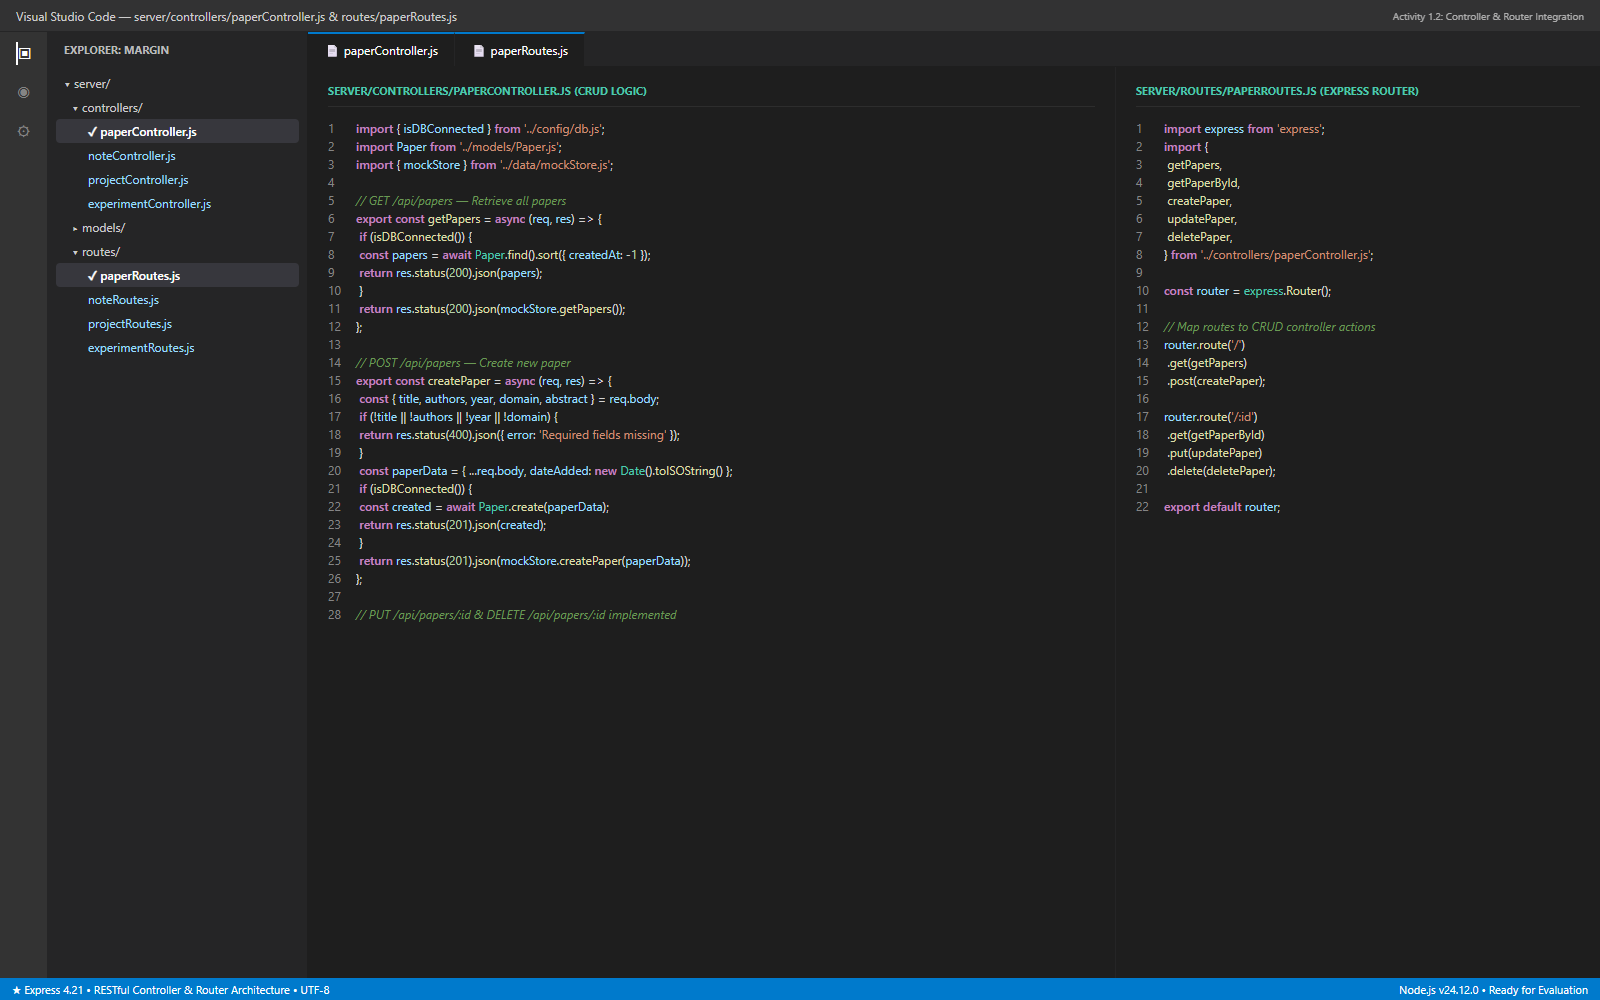 Visual Studio Code — server/controllers/paperController.js & routes/paperRoutes.js
Activity 1.2: Controller & Router Integration
EXPLORER: MARGIN
▾ server/
▾ controllers/
✔ paperController.js
noteController.js
projectController.js
experimentController.js
▸ models/
▾ routes/
✔ paperRoutes.js
noteRoutes.js
projectRoutes.js
experimentRoutes.js
paperController.js
paperRoutes.js
SERVER/CONTROLLERS/PAPERCONTROLLER.JS (CRUD LOGIC)
1 import { isDBConnected } from '../config/db.js';
2 import Paper from '../models/Paper.js';
3 import { mockStore } from '../data/mockStore.js';
4
5 // GET /api/papers — Retrieve all papers
6 export const getPapers = async (req, res) => {
7 if (isDBConnected()) {
8 const papers = await Paper.find().sort({ createdAt: -1 });
9 return res.status(200).json(papers);
10 }
11 return res.status(200).json(mockStore.getPapers());
12 };
13
14 // POST /api/papers — Create new paper
15 export const createPaper = async (req, res) => {
16 const { title, authors, year, domain, abstract } = req.body;
17 if (!title || !authors || !year || !domain) {
18 return res.status(400).json({ error: 'Required fields missing' });
19 }
20 const paperData = { ...req.body, dateAdded: new Date().toISOString() };
21 if (isDBConnected()) {
22 const created = await Paper.create(paperData);
23 return res.status(201).json(created);
24 }
25 return res.status(201).json(mockStore.createPaper(paperData));
26 };
27
28 // PUT /api/papers/:id & DELETE /api/papers/:id implemented
SERVER/ROUTES/PAPERROUTES.JS (EXPRESS ROUTER)
1 import express from 'express';
2 import {
3 getPapers,
4 getPaperById,
5 createPaper,
6 updatePaper,
7 deletePaper,
8 } from '../controllers/paperController.js';
9
10 const router = express.Router();
11
12 // Map routes to CRUD controller actions
13 router.route('/')
14 .get(getPapers)
15 .post(createPaper);
16
17 router.route('/:id')
18 .get(getPaperById)
19 .put(updatePaper)
20 .delete(deletePaper);
21
22 export default router;
★ Express 4.21 • RESTful Controller & Router Architecture • UTF-8
Node.js v24.12.0 • Ready for Evaluation